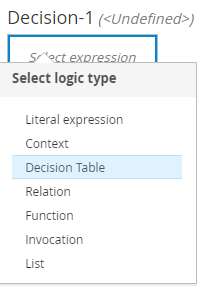 Decision-1 (<Undefined>)
Select expression
Select logic type
Literal expression
Context
Decision Table
Relation
Function
Invocation
List